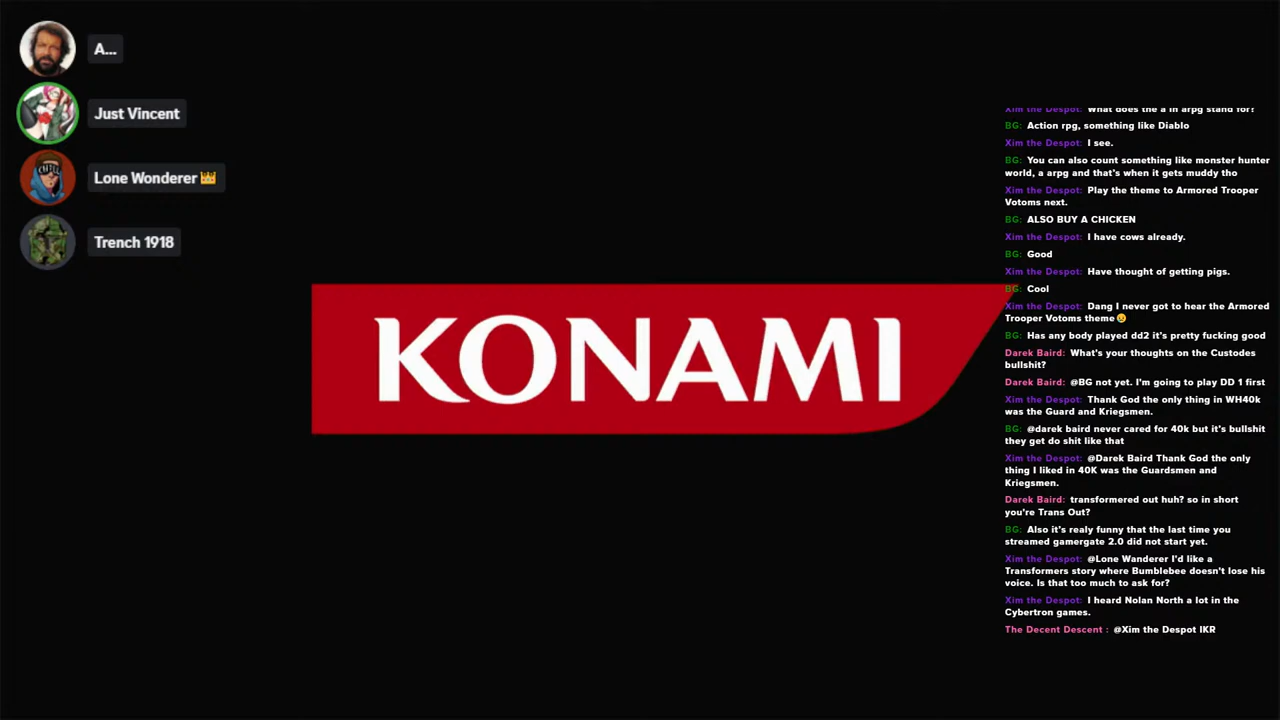 A...
Just Vincent
Lone Wonderer
Trench 1918
KONAMI
Xim the Despot: What does the a in arpg stand for?
BG: Action rpg, something like Diablo
Xim the Despot: I see.
BG: You can also count something like monster hunter
world, a arpg and that's when it gets muddy tho
Xim the Despot: Play the theme to Armored Trooper
Votoms next.
BG: ALSO BUY A CHICKEN
Xim the Despot: I have cows already.
BG: Good
Xim the Despot: Have thought of getting pigs.
BG: Cool
Xim the Despot: Dang I never got to hear the Armored
Trooper Votoms theme😢
BG: Has any body played dd2 it's pretty fucking good
Darek Baird: What's your thoughts on the Custodes
bullshit?
Darek Baird: @BG not yet. I'm going to play DD 1 first
Xim the Despot: Thank God the only thing in WH40k
was the Guard and Kriegsmen.
BG: @darek baird never cared for 40k but it's bullshit
they get do shit like that
Xim the Despot: @Darek Baird Thank God the only
thing I liked in 40K was the Guardsmen and
Kriegsmen.
Darek Baird: transformered out huh? so in short
you're Trans Out?
BG: Also it's realy funny that the last time you
streamed gamergate 2.0 did not start yet.
Xim the Despot: @Lone Wanderer I'd like a
Transformers story where Bumblebee doesn't lose his
voice. Is that too much to ask for?
Xim the Despot: I heard Nolan North a lot in the
Cybertron games.
The Decent Descent : @Xim the Despot IKR